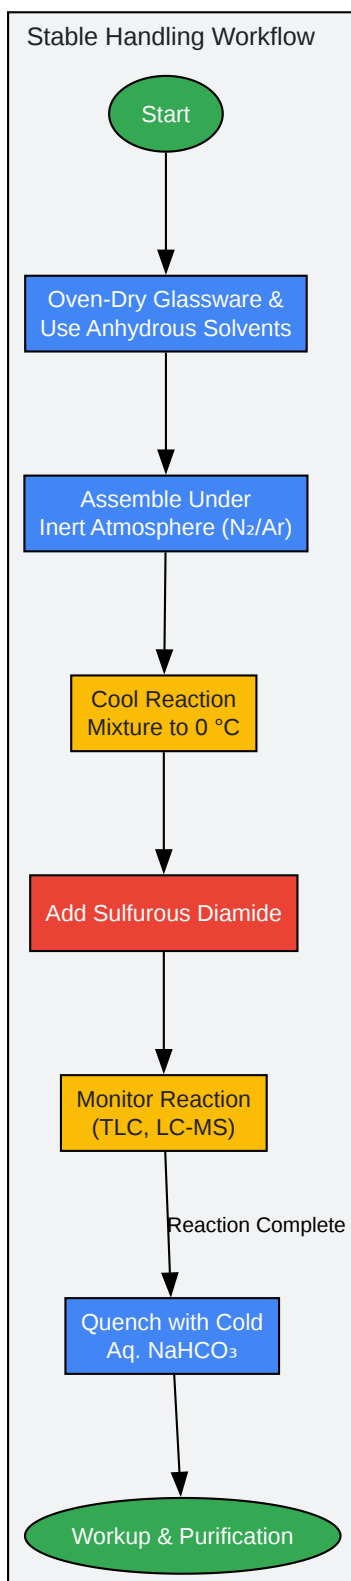 Stable Handling Workflow
Start
Oven-Dry Glassware &
Use Anhydrous Solvents
Assemble Under
Inert Atmosphere (N₂/Ar)
Cool Reaction
Mixture to 0 °C
Add Sulfurous Diamide
Monitor Reaction
(TLC, LC-MS)
Reaction Complete
Quench with Cold
Aq. NaHCO₃
Workup & Purification